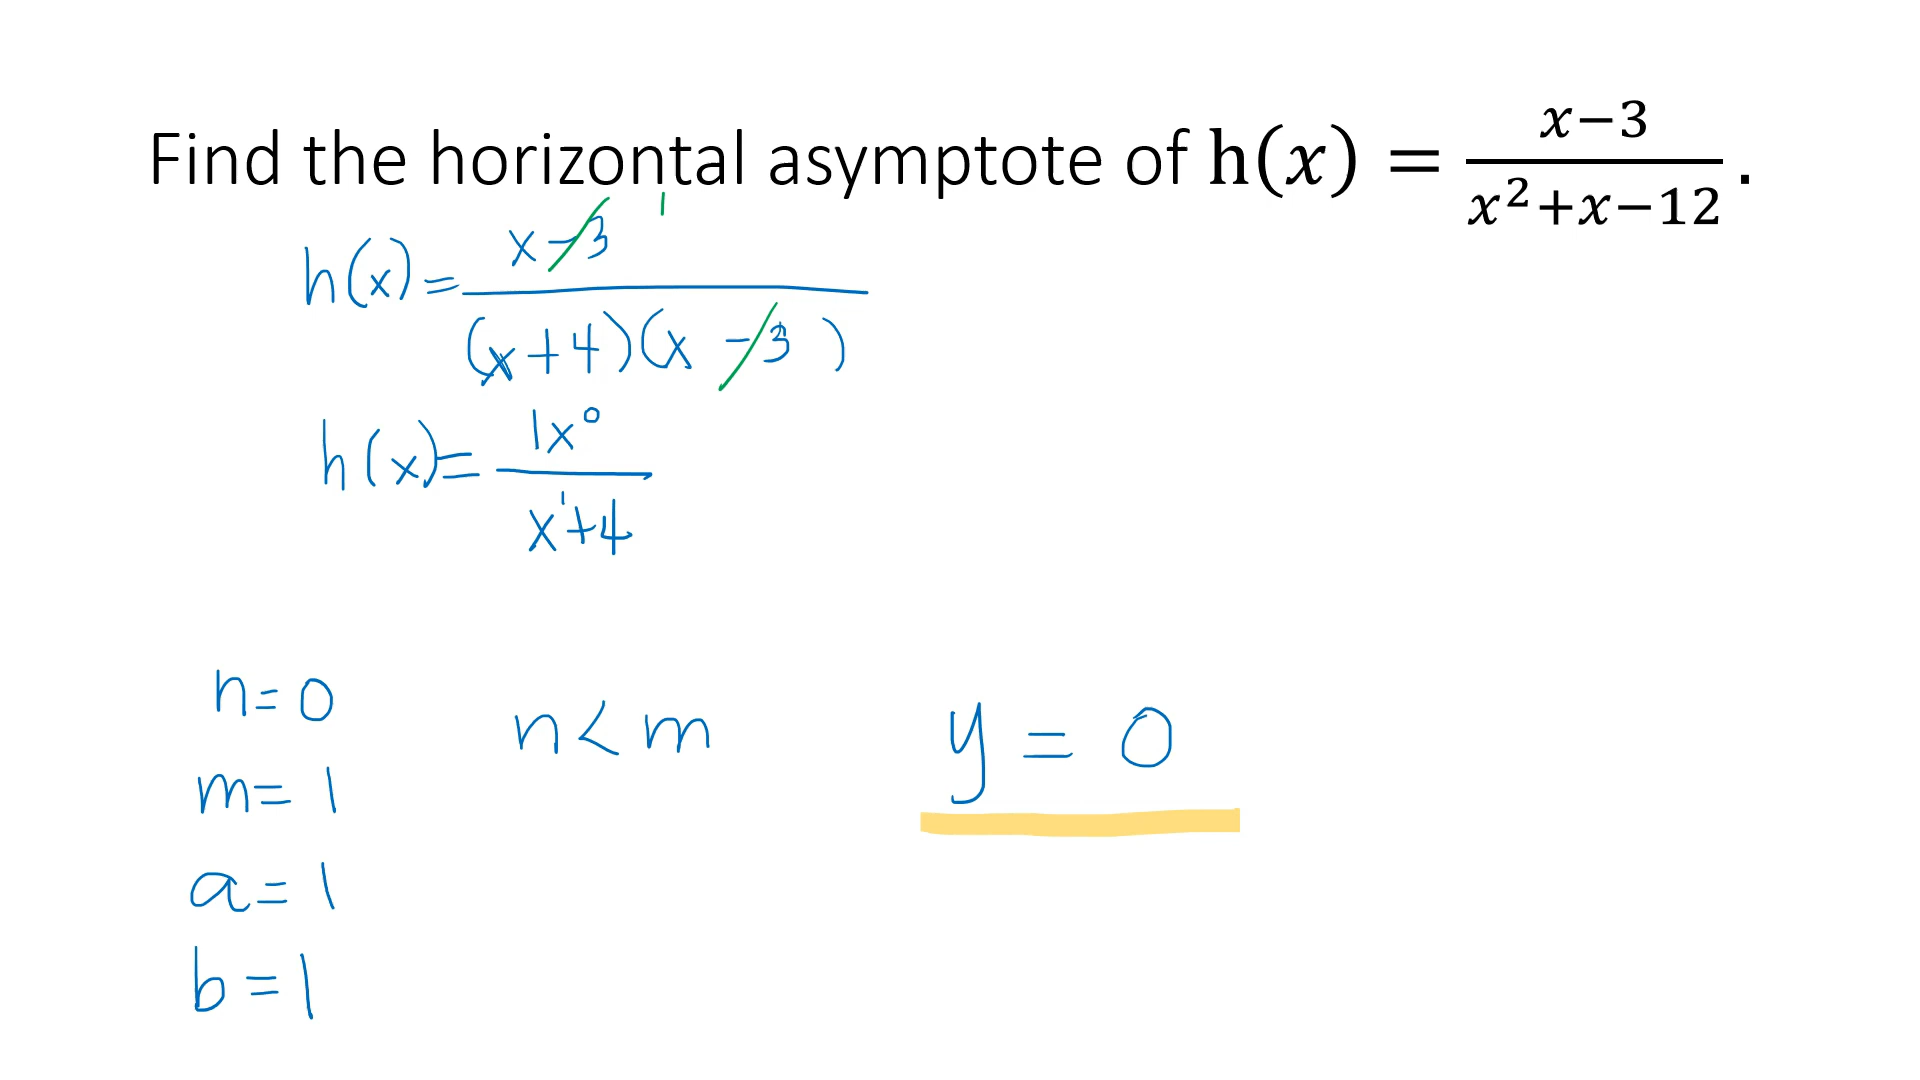 Find the horizontal asymptote of h(x) = x−3 / x²+x−12 .
1
h(x) = x−3 / (x+4)(x −3 )
h(x) = 1x⁰ / x¹+4
n = 0
n < m
y = 0
m = 1
a = 1
b = 1